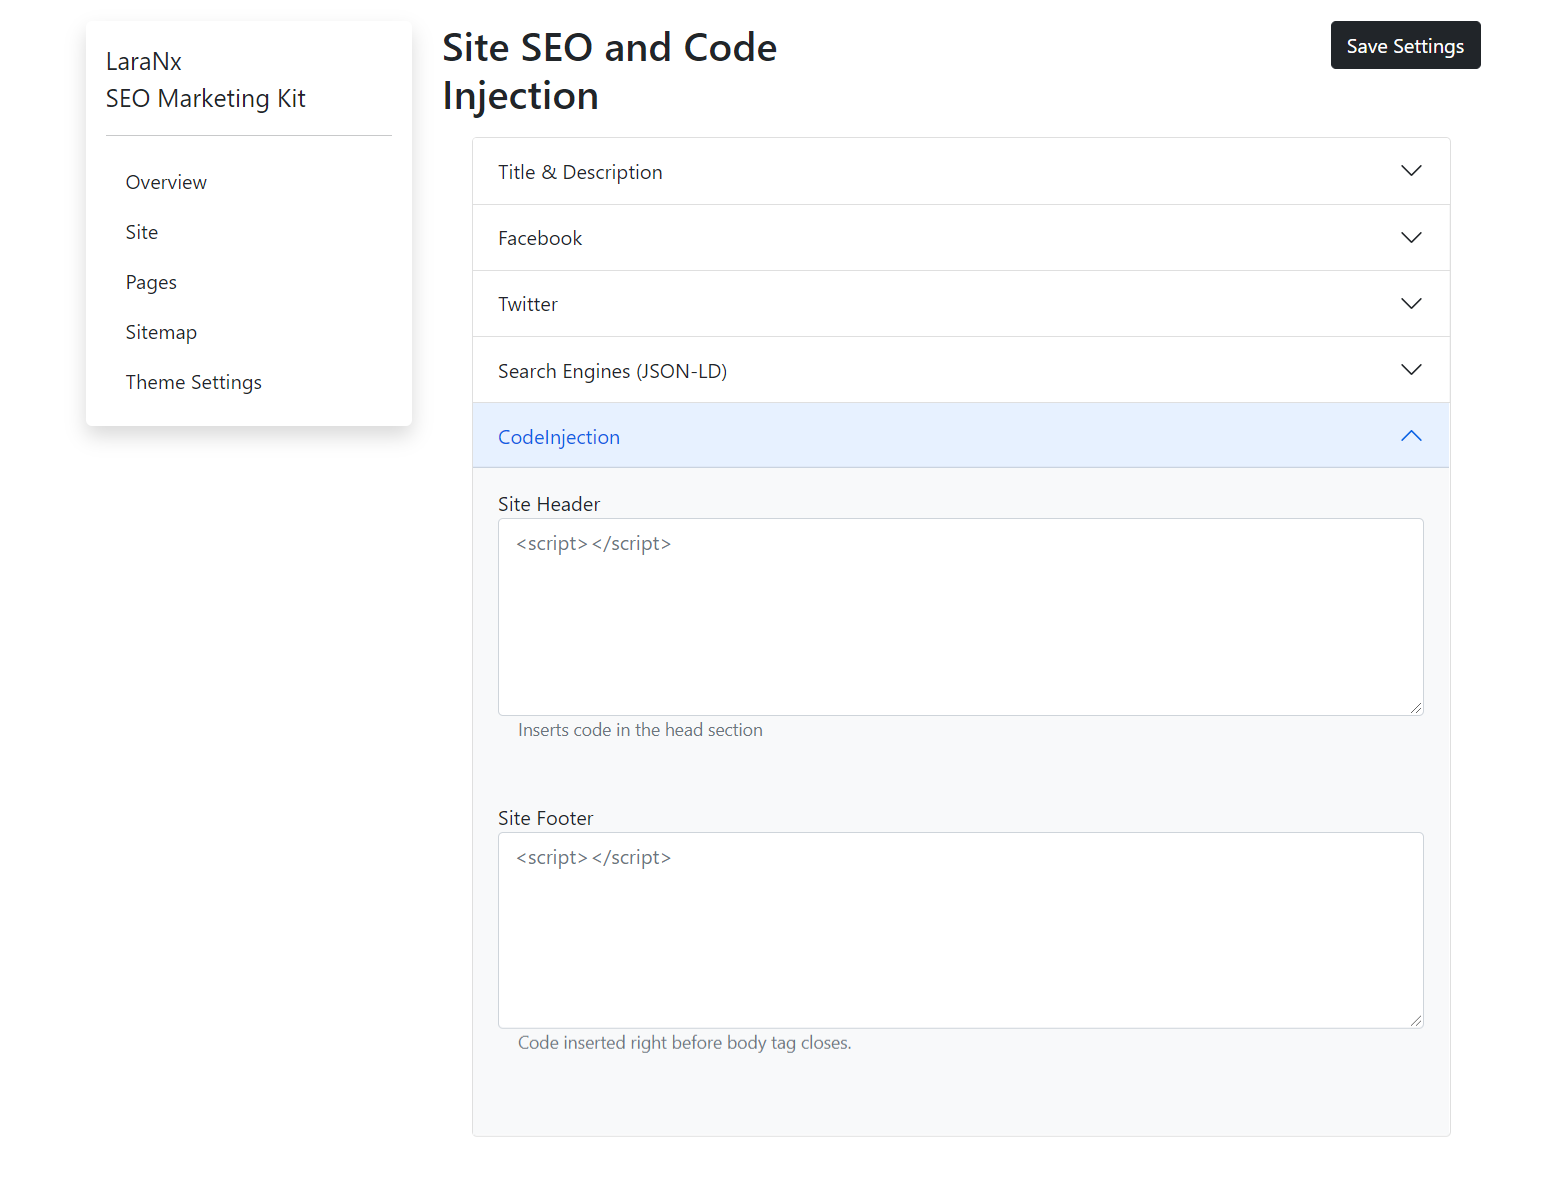 LaraNx
SEO Marketing Kit
Overview
Site
Pages
Sitemap
Theme Settings
Site SEO and Code
Injection
Save Settings
Title & Description
Facebook
Twitter
Search Engines (JSON-LD)
CodeInjection
Site Header
<script></script>
Inserts code in the head section
Site Footer
<script></script>
Code inserted right before body tag closes.